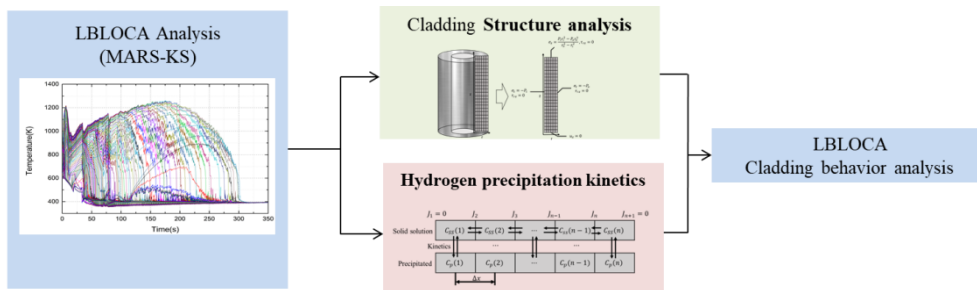 LBLOCA Analysis
(MARS-KS)
1400
1200
1000
800
600
400
Temperature(K)
0 50 100 150 200 250 300 350
Time(s)
Cladding Structure analysis
Hydrogen precipitation kinetics
J₁ = 0 J₂ J₃ Jₙ₋₁ Jₙ Jₙ₊₁ = 0
Solid solution C_SS(1) C_SS(2) ... C_ss(n−1) C_SS(n)
Kinetics ... ...
Precipitated C_p(1) C_p(2) C_p(n−1) C_p(n)
Δx
LBLOCA
Cladding behavior analysis